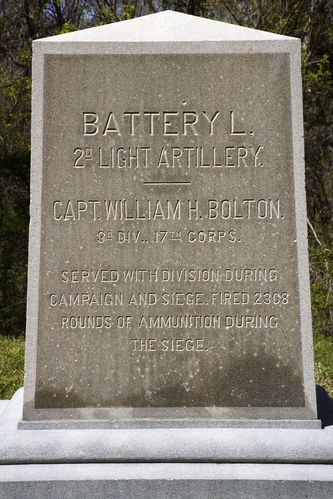 BATTERY L.
2D LIGHT ARTILLERY.
CAPT. WILLIAM H. BOLTON.
3D DIV., 17TH CORPS.
SERVED WITH DIVISION DURING
CAMPAIGN AND SIEGE. FIRED 2368
ROUNDS OF AMMUNITION DURING
THE SIEGE.